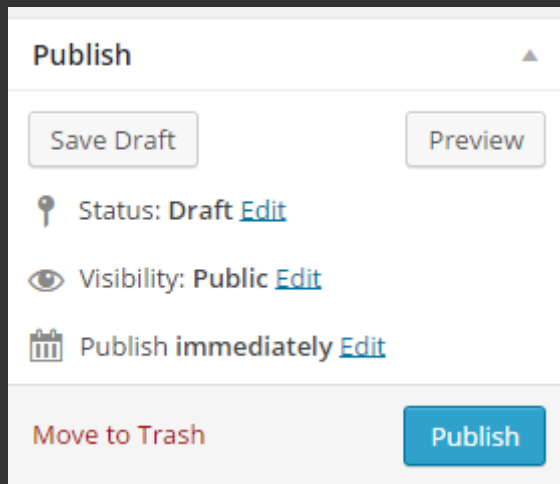 Publish
Save Draft Preview
Status: Draft Edit
Visibility: Public Edit
Publish immediately Edit
Move to Trash Publish